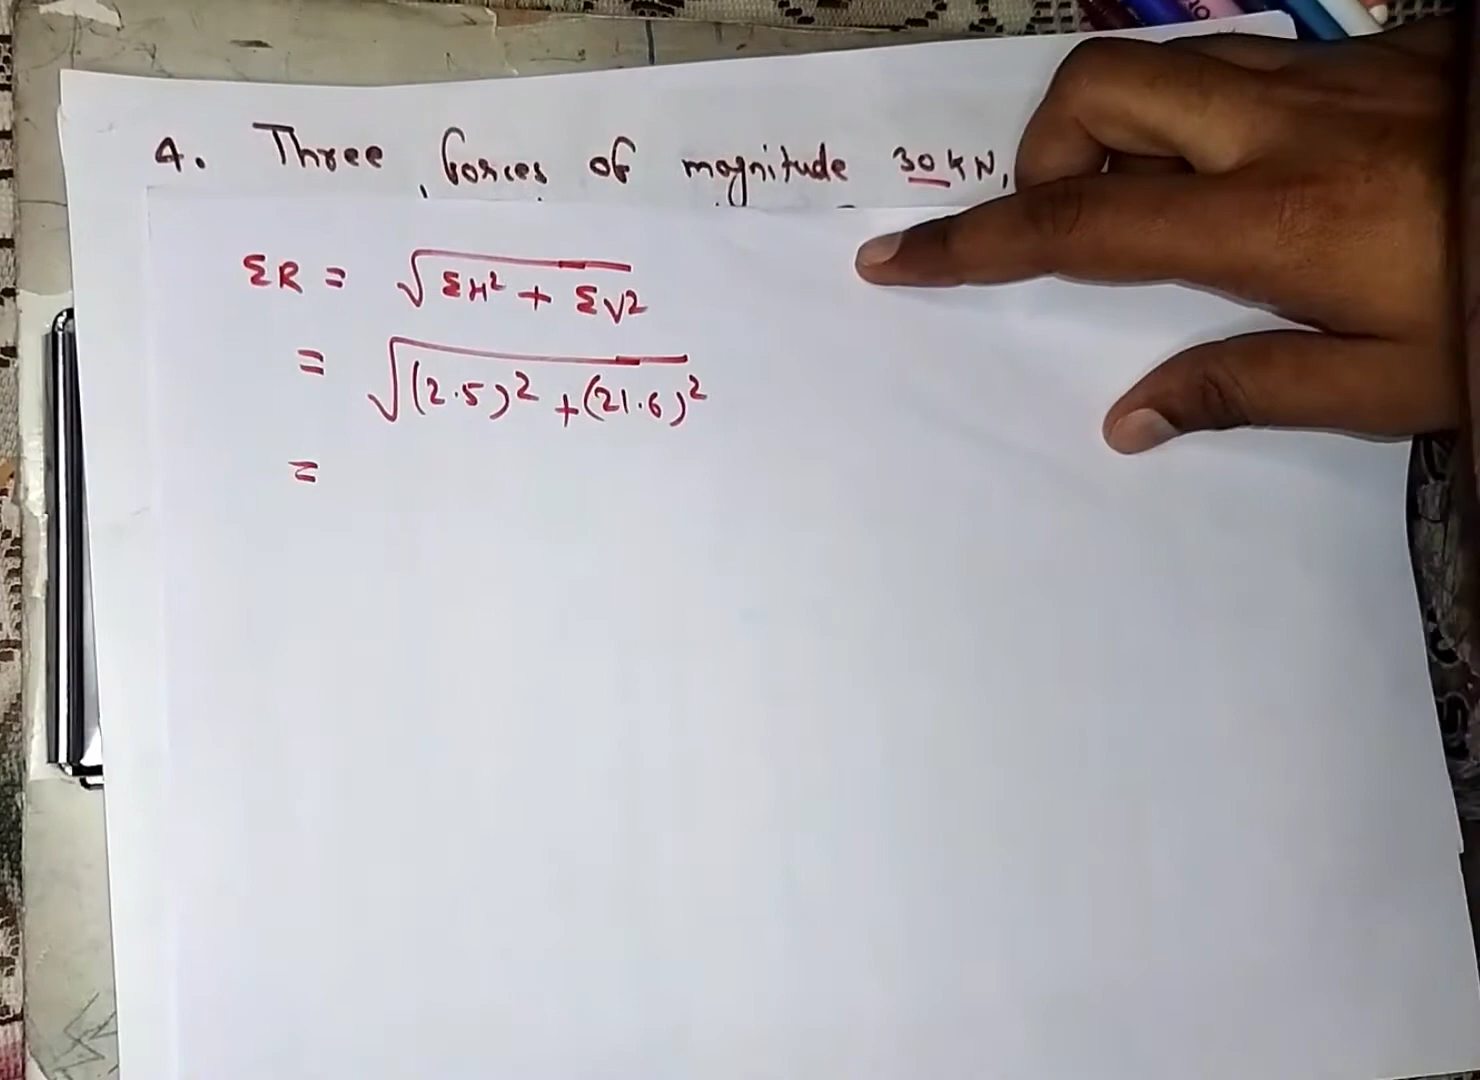 4. Three forces of magnitude 30 kN,
ΣR = √ΣH² + ΣV²
= √(2.5)² + (21.6)²
=